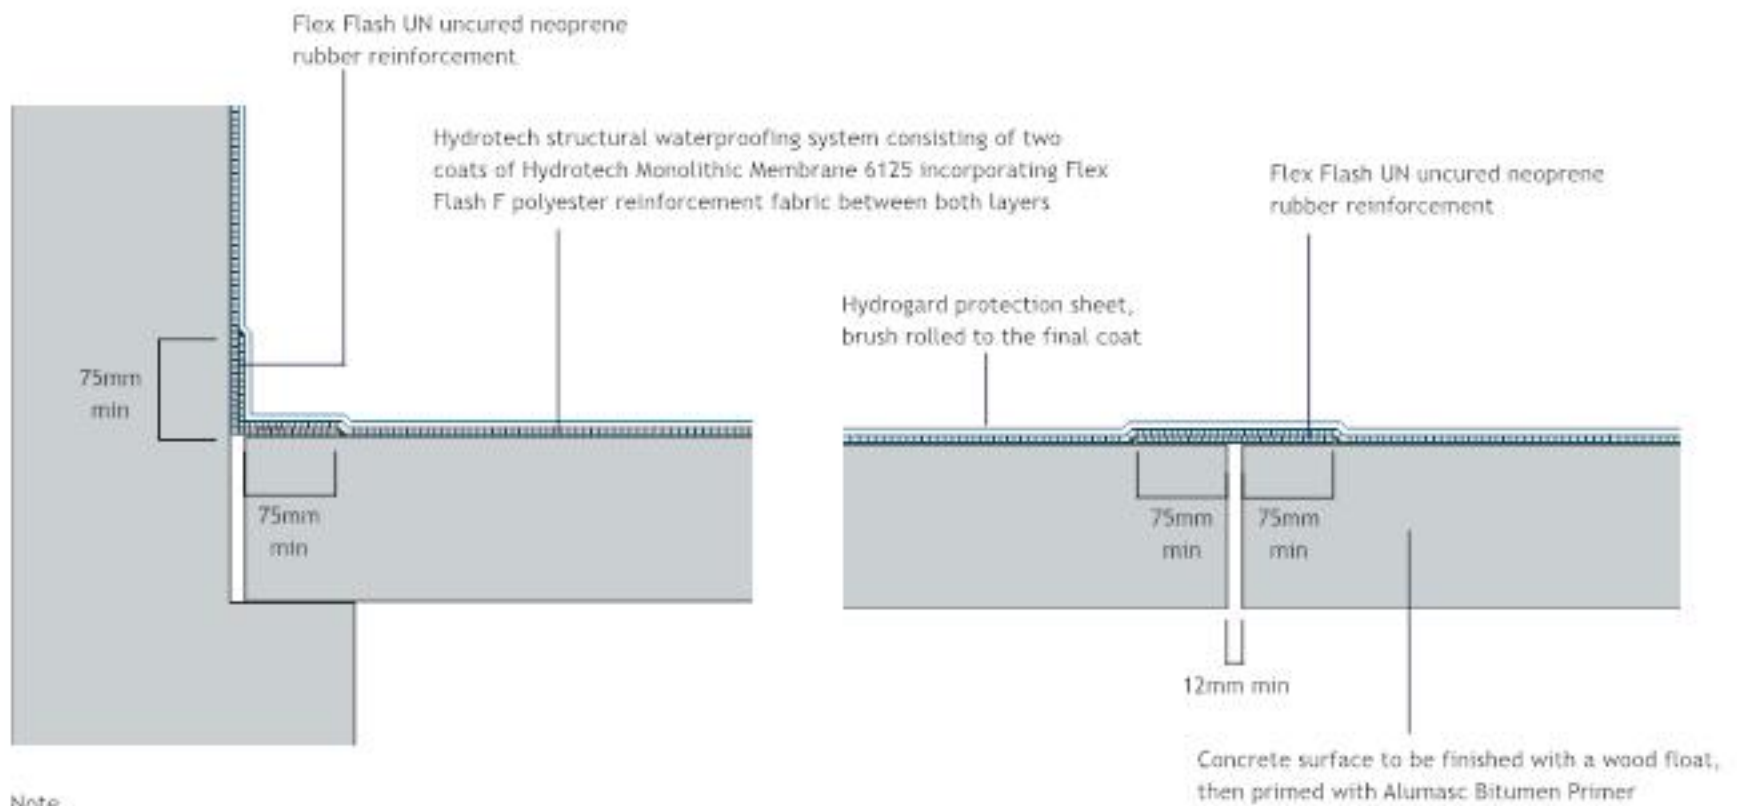 Flex Flash UN uncured neoprene
rubber reinforcement
Hydrotech structural waterproofing system consisting of two
coats of Hydrotech Monolithic Membrane 6125 incorporating Flex
Flash F polyester reinforcement fabric between both layers
Flex Flash UN uncured neoprene
rubber reinforcement
Hydrogard protection sheet,
brush rolled to the final coat
75mm
min
75mm
min
75mm
min
75mm
min
12mm min
Concrete surface to be finished with a wood float,
then primed with Alumasc Bitumen Primer
Note